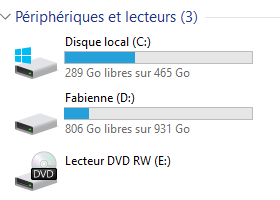 Périphériques et lecteurs (3)
Disque local (C:)
289 Go libres sur 465 Go
Fabienne (D:)
806 Go libres sur 931 Go
Lecteur DVD RW (E:)
DVD